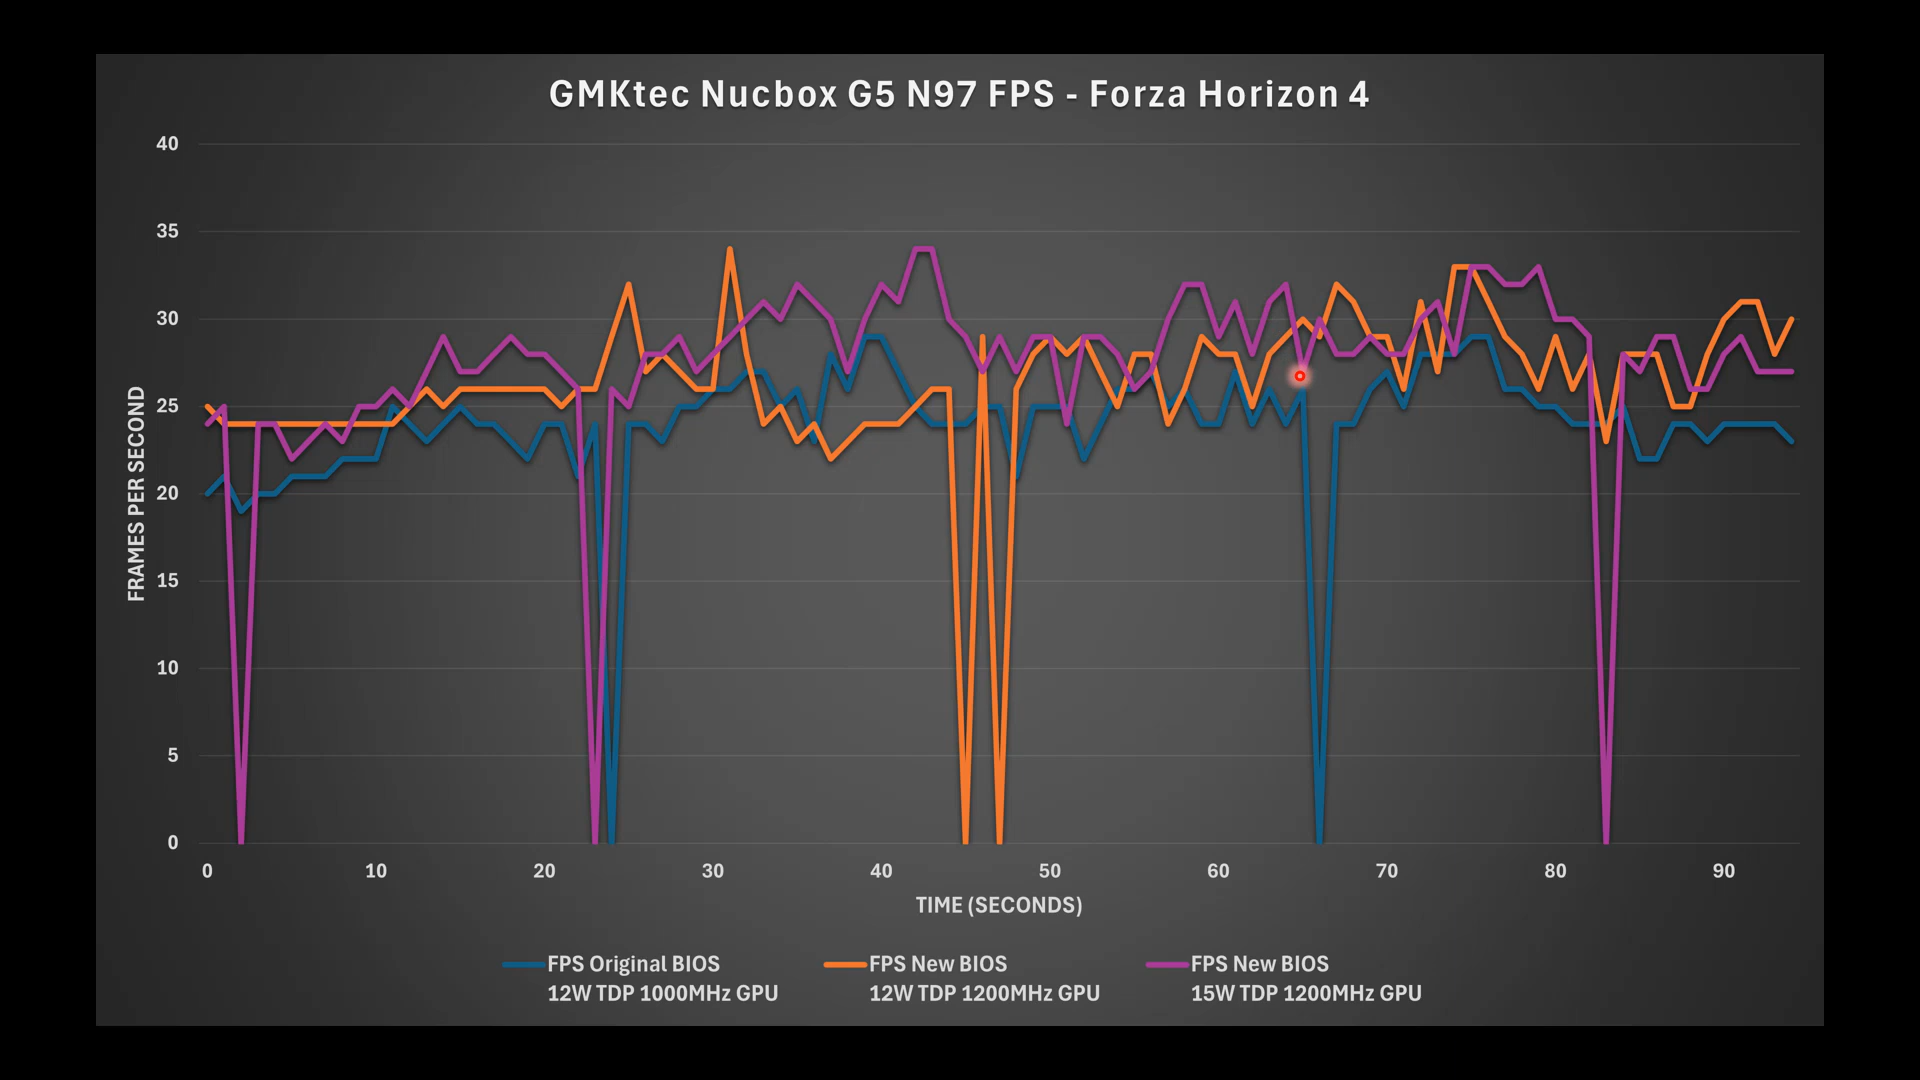 GMKtec Nucbox G5 N97 FPS - Forza Horizon 4
40
35
30
25
20
15
10
5
0
FRAMES PER SECOND
0 10 20 30 40 50 60 70 80 90
TIME (SECONDS)
FPS Original BIOS
12W TDP 1000MHz GPU
FPS New BIOS
12W TDP 1200MHz GPU
FPS New BIOS
15W TDP 1200MHz GPU